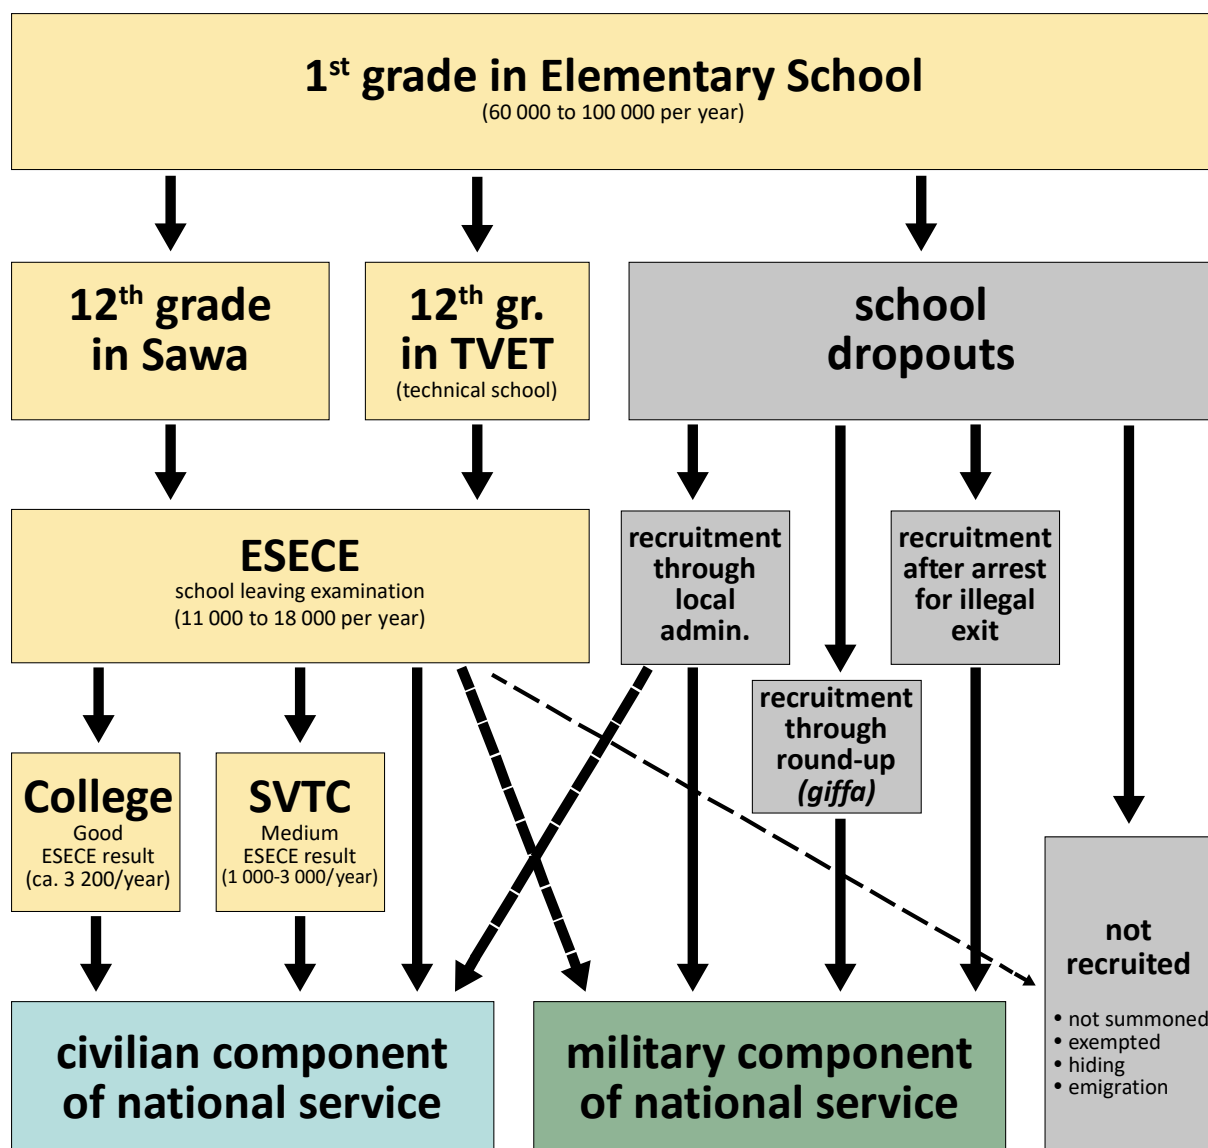 1st grade in Elementary School
(60 000 to 100 000 per year)
12th grade
in Sawa
12th gr.
in TVET
(technical school)
school
dropouts
ESECE
school leaving examination
(11 000 to 18 000 per year)
recruitment
through
local
admin.
recruitment
after arrest
for illegal
exit
recruitment
through
round-up
(giffa)
College
Good
ESECE result
(ca. 3 200/year)
SVTC
Medium
ESECE result
(1 000-3 000/year)
not
recruited
• not summoned
• exempted
• hiding
• emigration
civilian component
of national service
military component
of national service